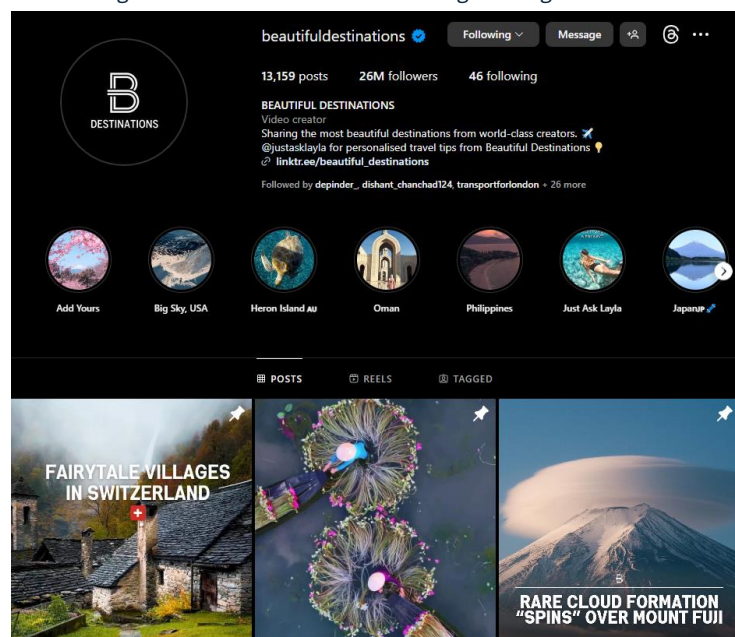 beautifuldestinations
Following
Message
13,159 posts 26M followers 46 following
B
DESTINATIONS
BEAUTIFUL DESTINATIONS
Video creator
Sharing the most beautiful destinations from world-class creators. ✈️
@justasklayla for personalised travel tips from Beautiful Destinations 💡
linktr.ee/beautiful_destinations
Followed by depinder_, dishant_chanchad124, transportforlondon + 26 more
Add Yours
Big Sky, USA
Heron Island AU
Oman
Philippines
Just Ask Layla
JapanJP
POSTS
REELS
TAGGED
FAIRYTALE VILLAGES
IN SWITZERLAND
B
RARE CLOUD FORMATION
"SPINS" OVER MOUNT FUJI